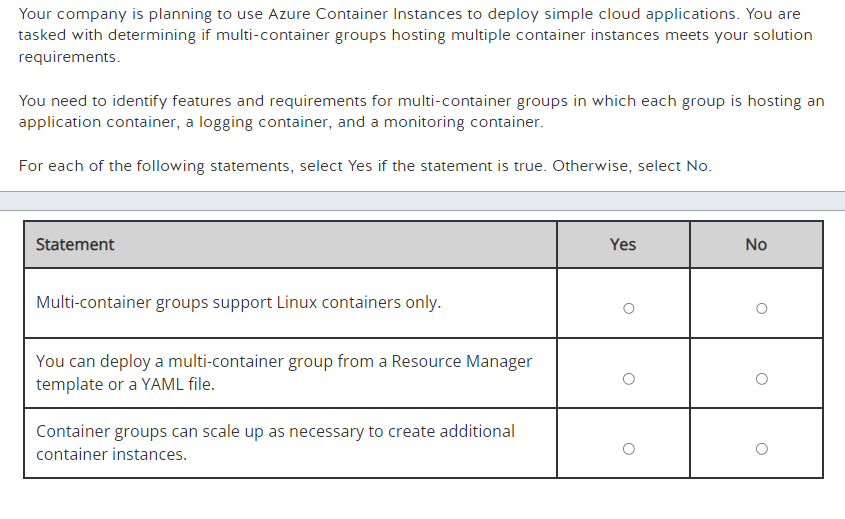 Your company is planning to use Azure Container Instances to deploy simple cloud applications. You are
tasked with determining if multi-container groups hosting multiple container instances meets your solution
requirements.
You need to identify features and requirements for multi-container groups in which each group is hosting an
application container, a logging container, and a monitoring container.
For each of the following statements, select Yes if the statement is true. Otherwise, select No.
Statement Yes No
Multi-container groups support Linux containers only.
You can deploy a multi-container group from a Resource Manager
template or a YAML file.
Container groups can scale up as necessary to create additional
container instances.